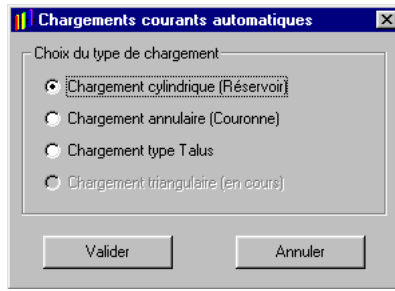 Chargements courants automatiques
Choix du type de chargement
Chargement cylindrique (Réservoir)
Chargement annulaire (Couronne)
Chargement type Talus
Chargement triangulaire (en cours)
Valider
Annuler